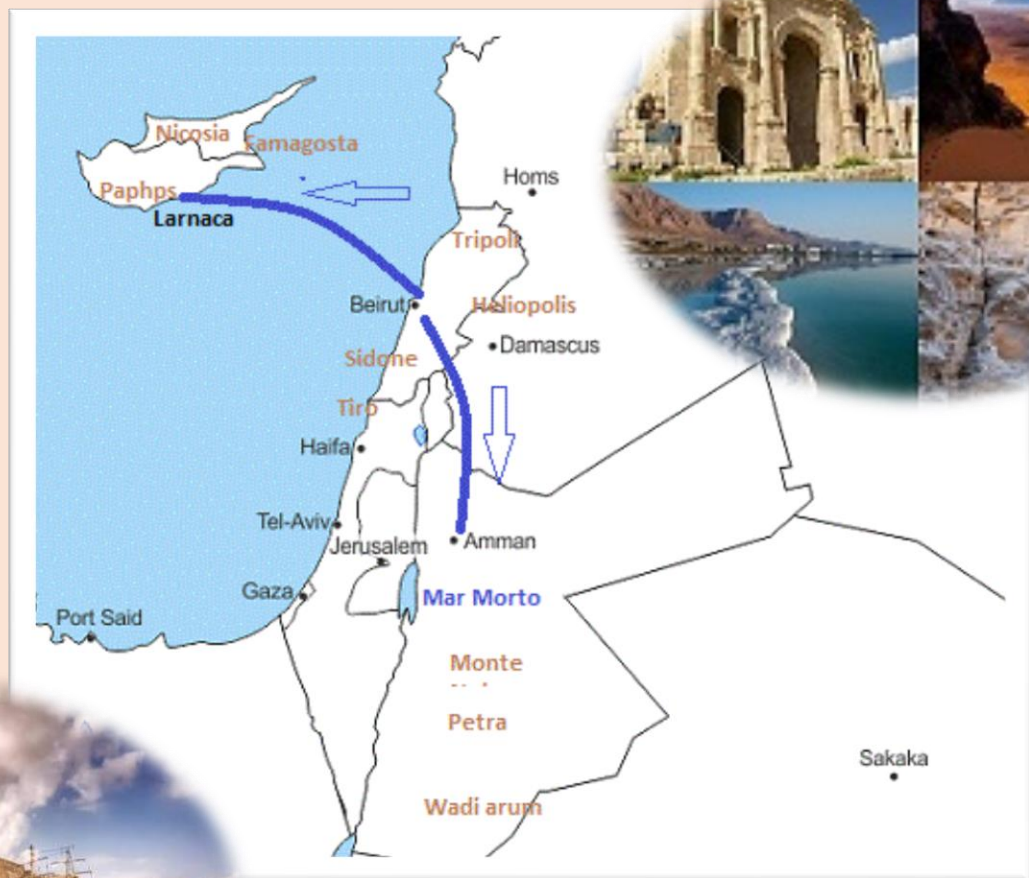 Nicosia
Famagosta
Paphps
Larnaca
Homs
Tripoli
Beirut
Heliopolis
Damascus
Sidone
Tiro
Haifa
Tel-Aviv
Jerusalem
Amman
Gaza
Mar Morto
Port Said
Monte
Petra
Sakaka
Wadi arum